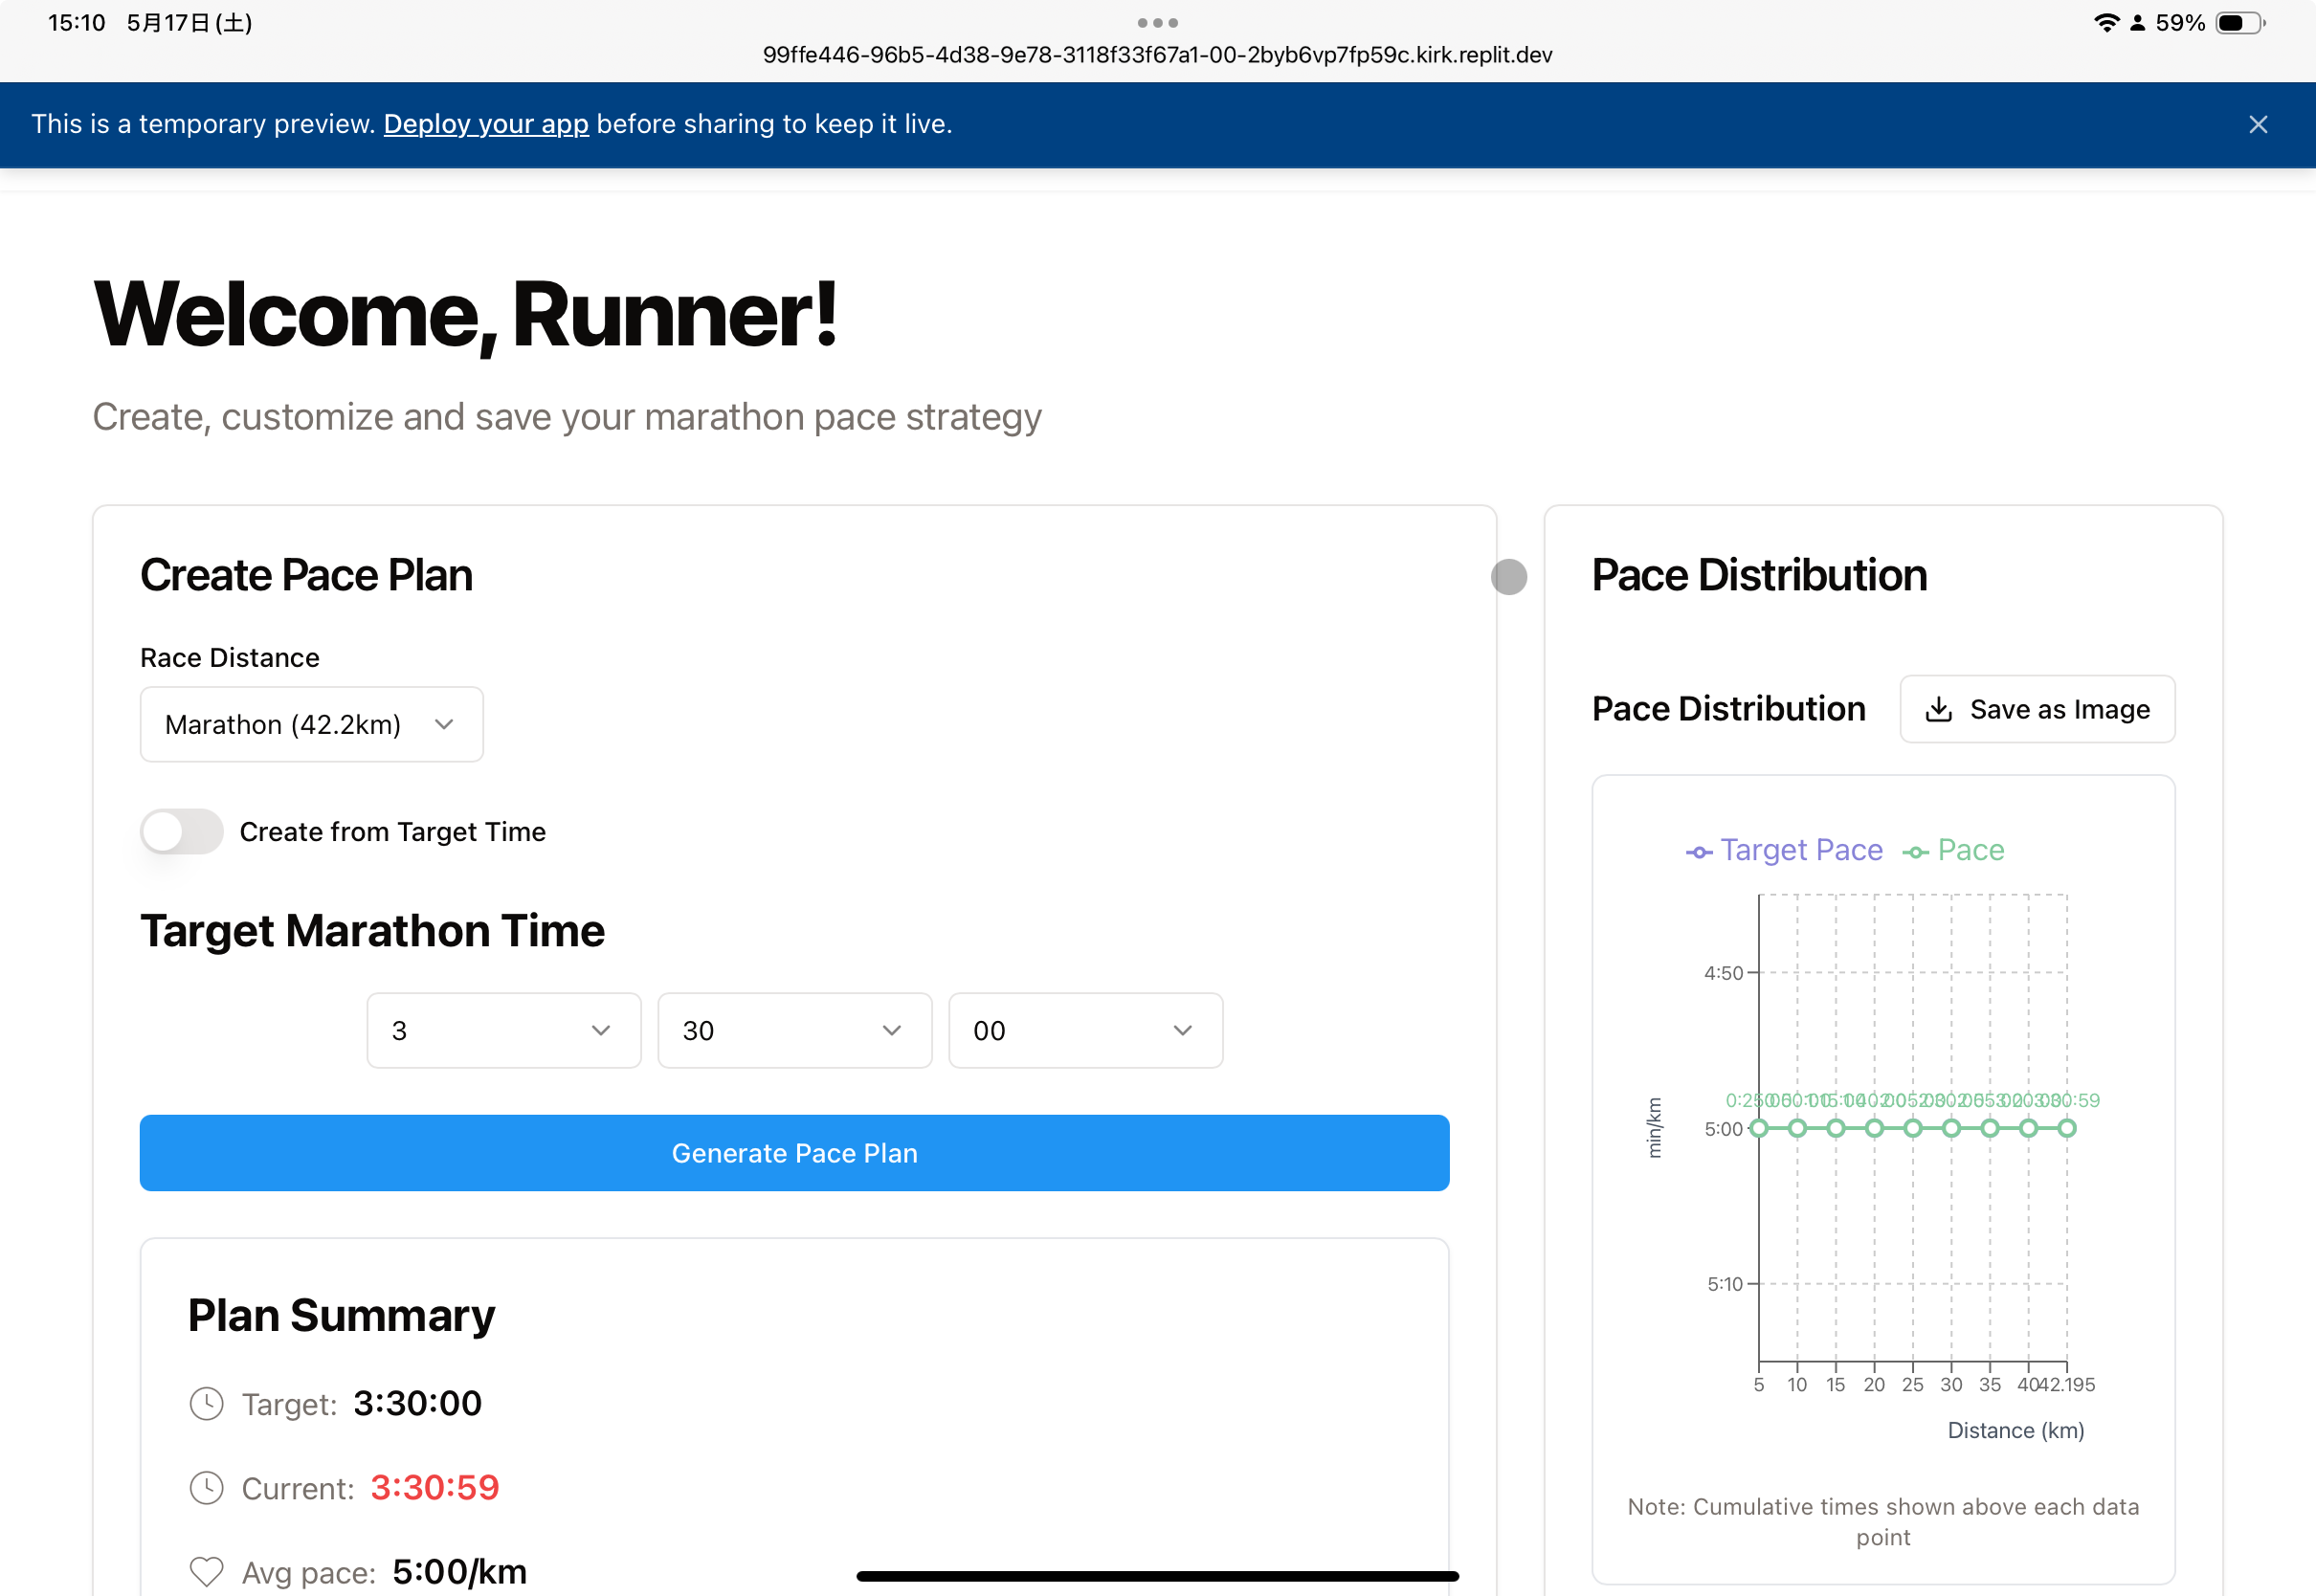 15:10 5月17日(土)
59%
99ffe446-96b5-4d38-9e78-3118f33f67a1-00-2byb6vp7fp59c.kirk.replit.dev
This is a temporary preview. Deploy your app before sharing to keep it live.
Welcome, Runner!
Create, customize and save your marathon pace strategy
Create Pace Plan
Race Distance
Marathon (42.2km)
Create from Target Time
Target Marathon Time
3 30 00
Generate Pace Plan
Plan Summary
Target: 3:30:00
Current: 3:30:59
Avg pace: 5:00/km
Pace Distribution
Pace Distribution
Save as Image
Target Pace Pace
4:50
5:00
5:10
min/km
5 10 15 20 25 30 35 40 42.195
Distance (km)
Note: Cumulative times shown above each data
point